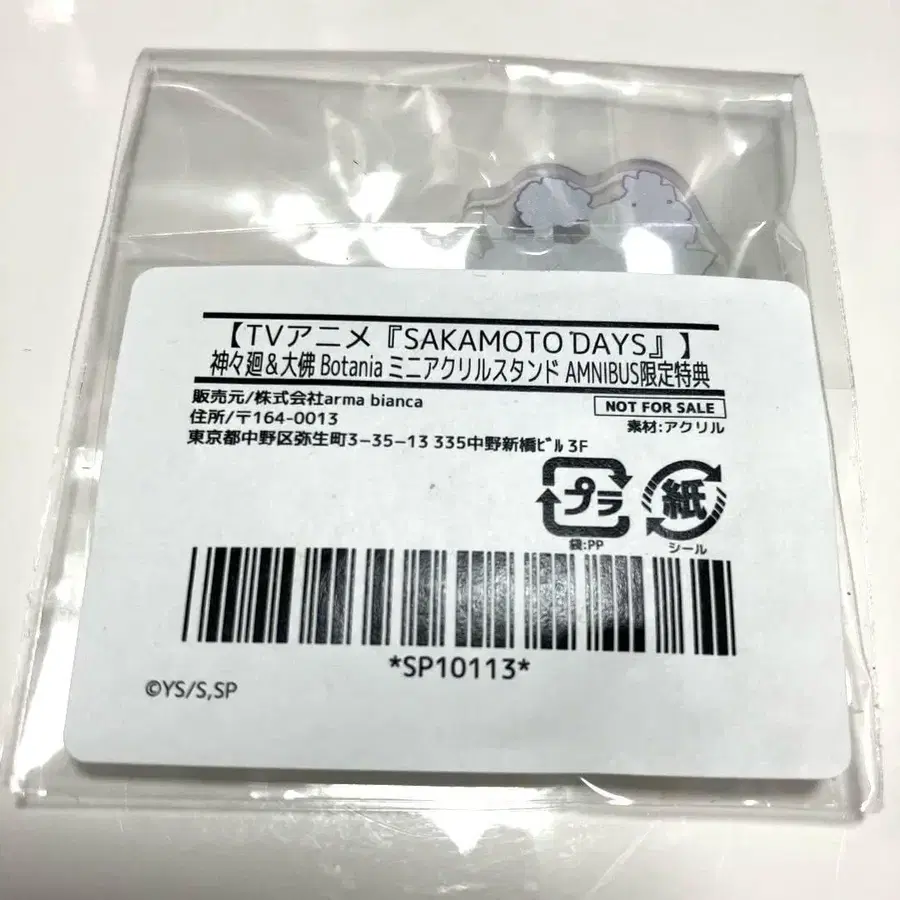 【TVアニメ『SAKAMOTO DAYS』】
神々廻＆大佛 Botania ミニアクリルスタンド AMNIBUS限定特典
販売元/株式会社arma bianca
NOT FOR SALE
住所/〒164-0013
素材:アクリル
東京都中野区弥生町3-35-13 335中野新橋ﾋﾞﾙ 3F
プラ
紙
袋:PP
シール
*SP10113*
©YS/S,SP